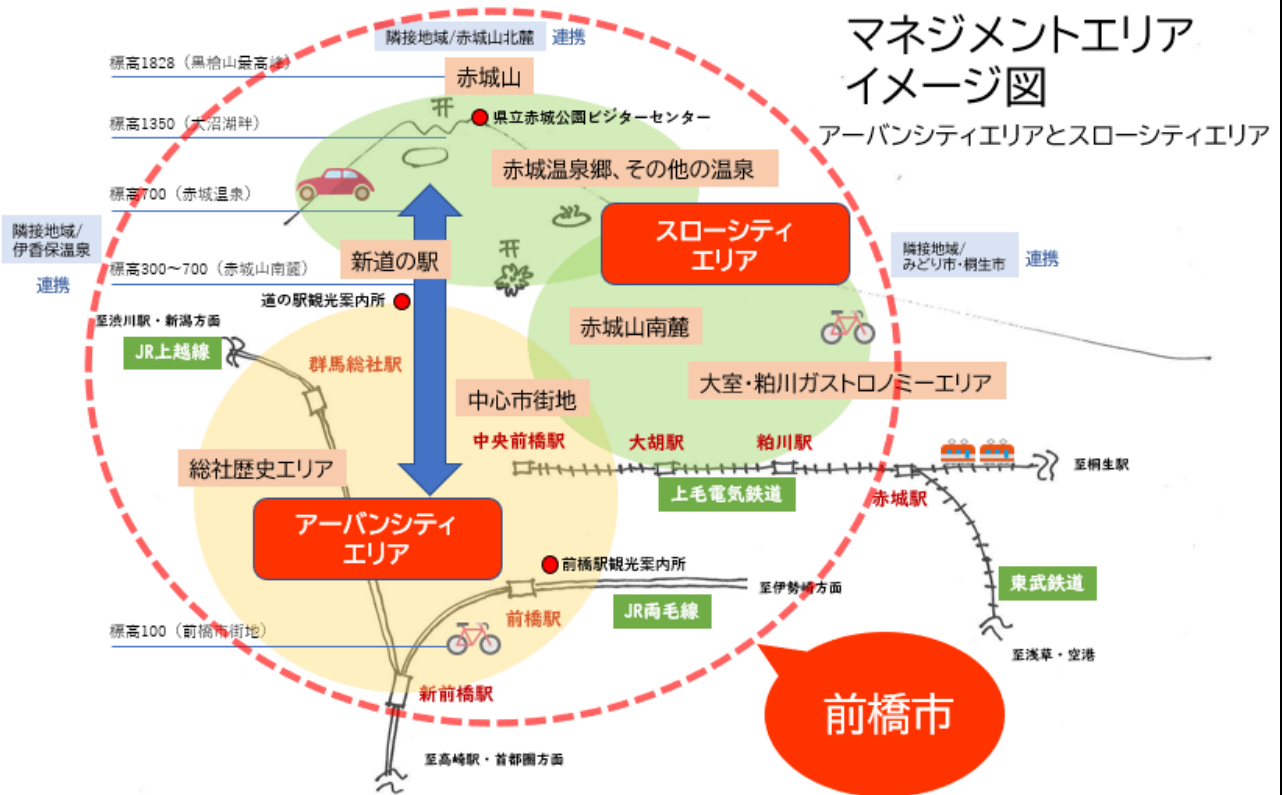 マネジメントエリア
イメージ図
アーバンシティエリアとスローシティエリア
隣接地域/赤城山北麓
連携
標高1828（黒桧山最高峰）
赤城山
県立赤城公園ビジターセンター
標高1350（大沼湖畔）
赤城温泉郷、その他の温泉
標高700（赤城温泉）
スローシティ
エリア
隣接地域/
伊香保温泉
連携
隣接地域/
みどり市・桐生市
連携
新道の駅
標高300～700（赤城山南麓）
道の駅観光案内所
至渋川駅・新潟方面
JR上越線
群馬総社駅
赤城山南麓
大室・粕川ガストロノミーエリア
中心市街地
中央前橋駅
大胡駅
粕川駅
至桐生駅
総社歴史エリア
上毛電気鉄道
赤城駅
アーバンシティ
エリア
前橋駅観光案内所
至伊勢崎方面
東武鉄道
前橋駅
JR両毛線
標高100（前橋市街地）
至浅草・空港
新前橋駅
前橋市
至高崎駅・首都圏方面